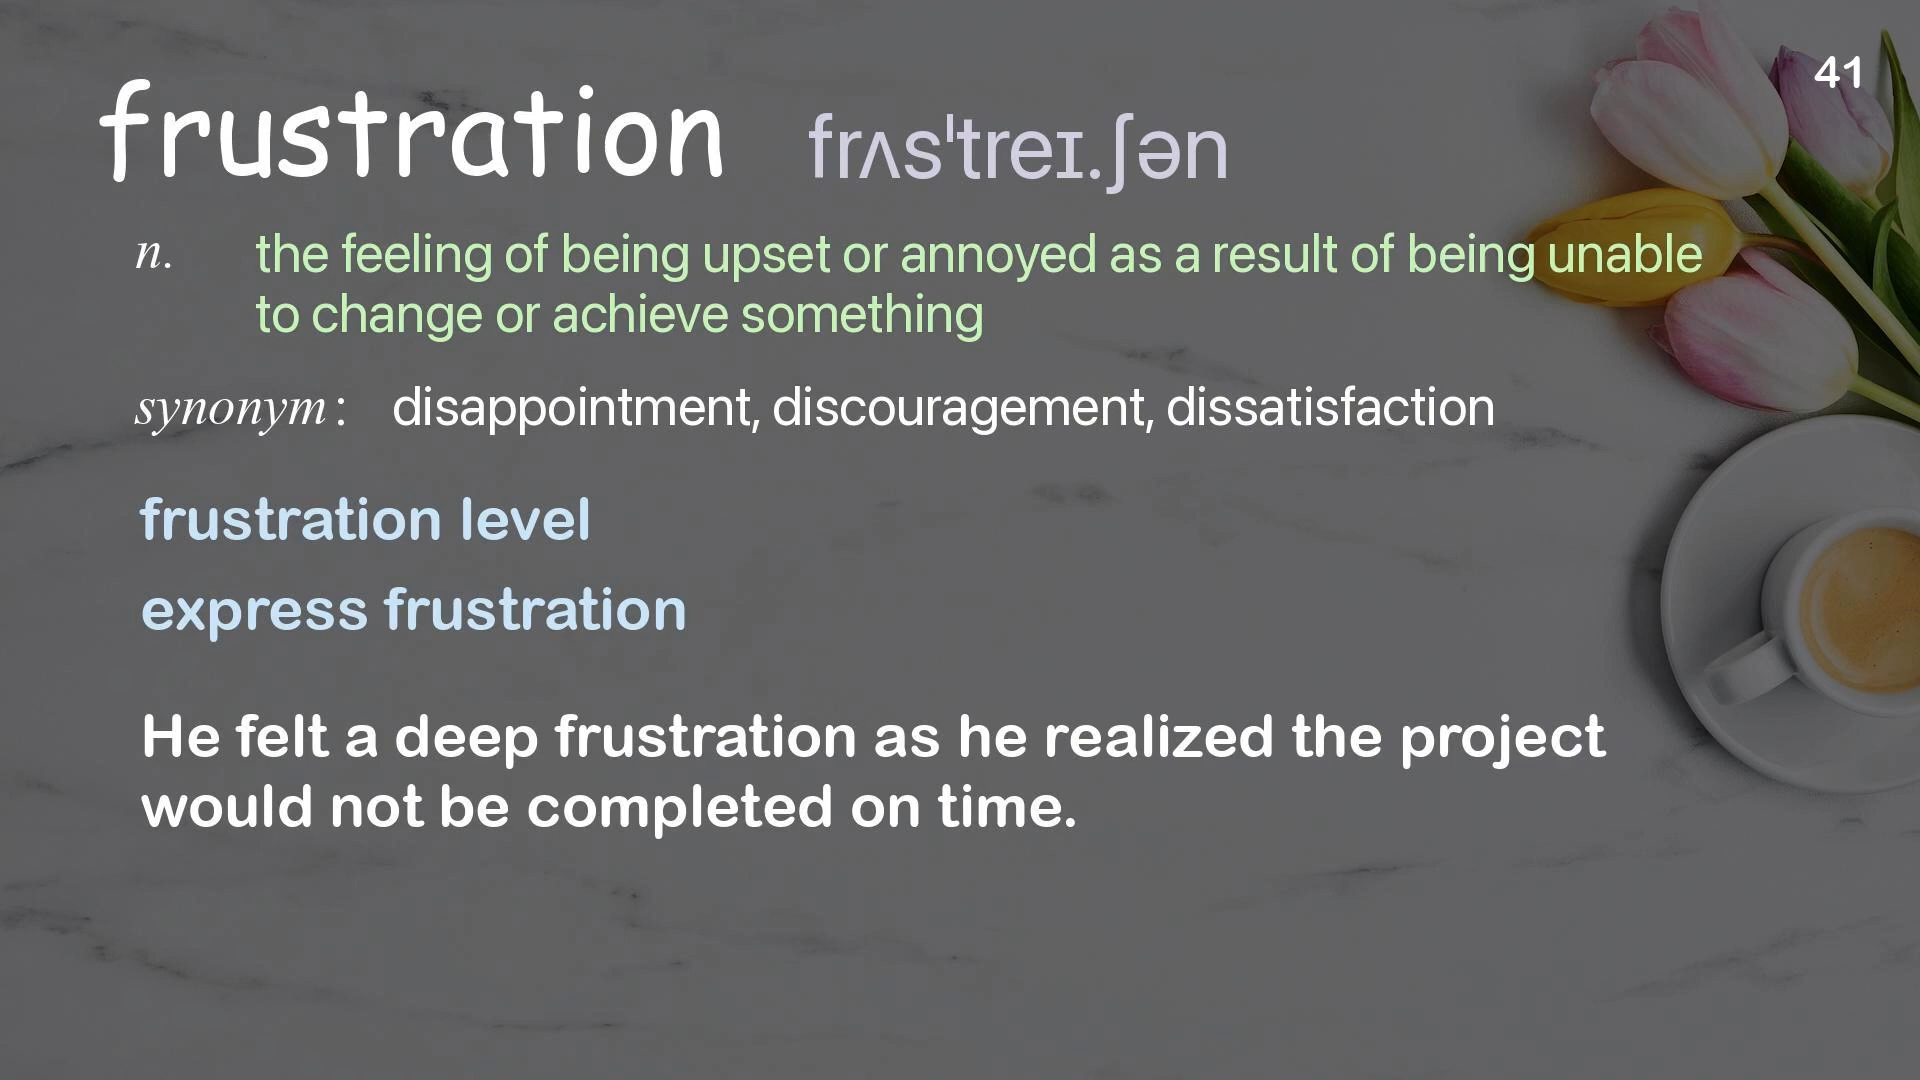 41
frustration frʌsˈtreɪ.ʃən
n. the feeling of being upset or annoyed as a result of being unable
to change or achieve something
synonym: disappointment, discouragement, dissatisfaction
frustration level
express frustration
He felt a deep frustration as he realized the project
would not be completed on time.